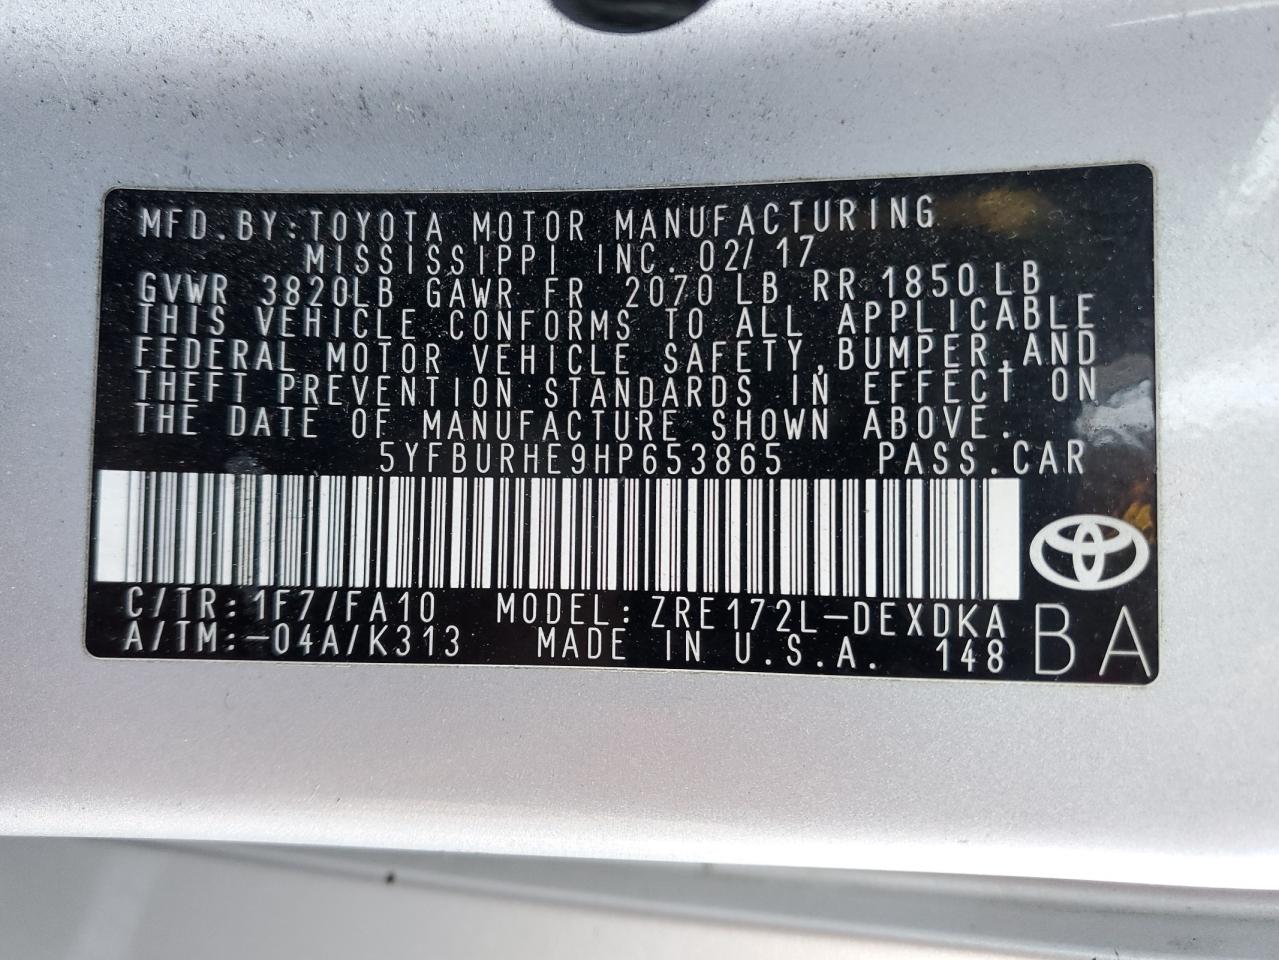 MFD.BY:TOYOTA MOTOR MANUFACTURING
MISSISSIPPI INC. 02/17
GVWR 3820LB GAWR FR 2070 LB RR 1850 LB
THIS VEHICLE CONFORMS TO ALL APPLICABLE
FEDERAL MOTOR VEHICLE SAFETY,BUMPER,AND
THEFT PREVENTION STANDARDS IN EFFECT ON
THE DATE OF MANUFACTURE SHOWN ABOVE.
5YFBURHE9HP653865 PASS.CAR
C/TR:1F7/FA10 MODEL:ZRE172L-DEXDKA
A/TM:-04A/K313 MADE IN U.S.A. 148
BA